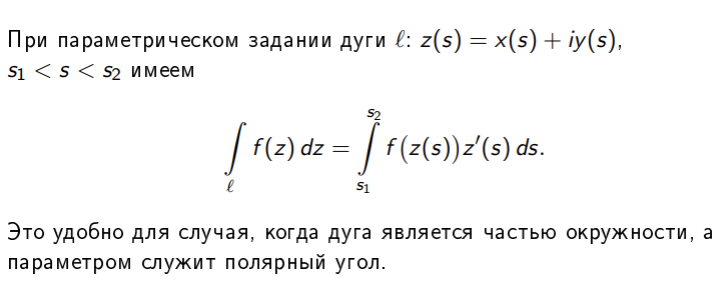 При параметрическом задании дуги ℓ: z(s) = x(s) + iy(s),
s₁ < s < s₂ имеем
∫_ℓ f(z) dz = ∫_{s₁}^{s₂} f(z(s))z′(s) ds.
Это удобно для случая, когда дуга является частью окружности, а
параметром служит полярный угол.